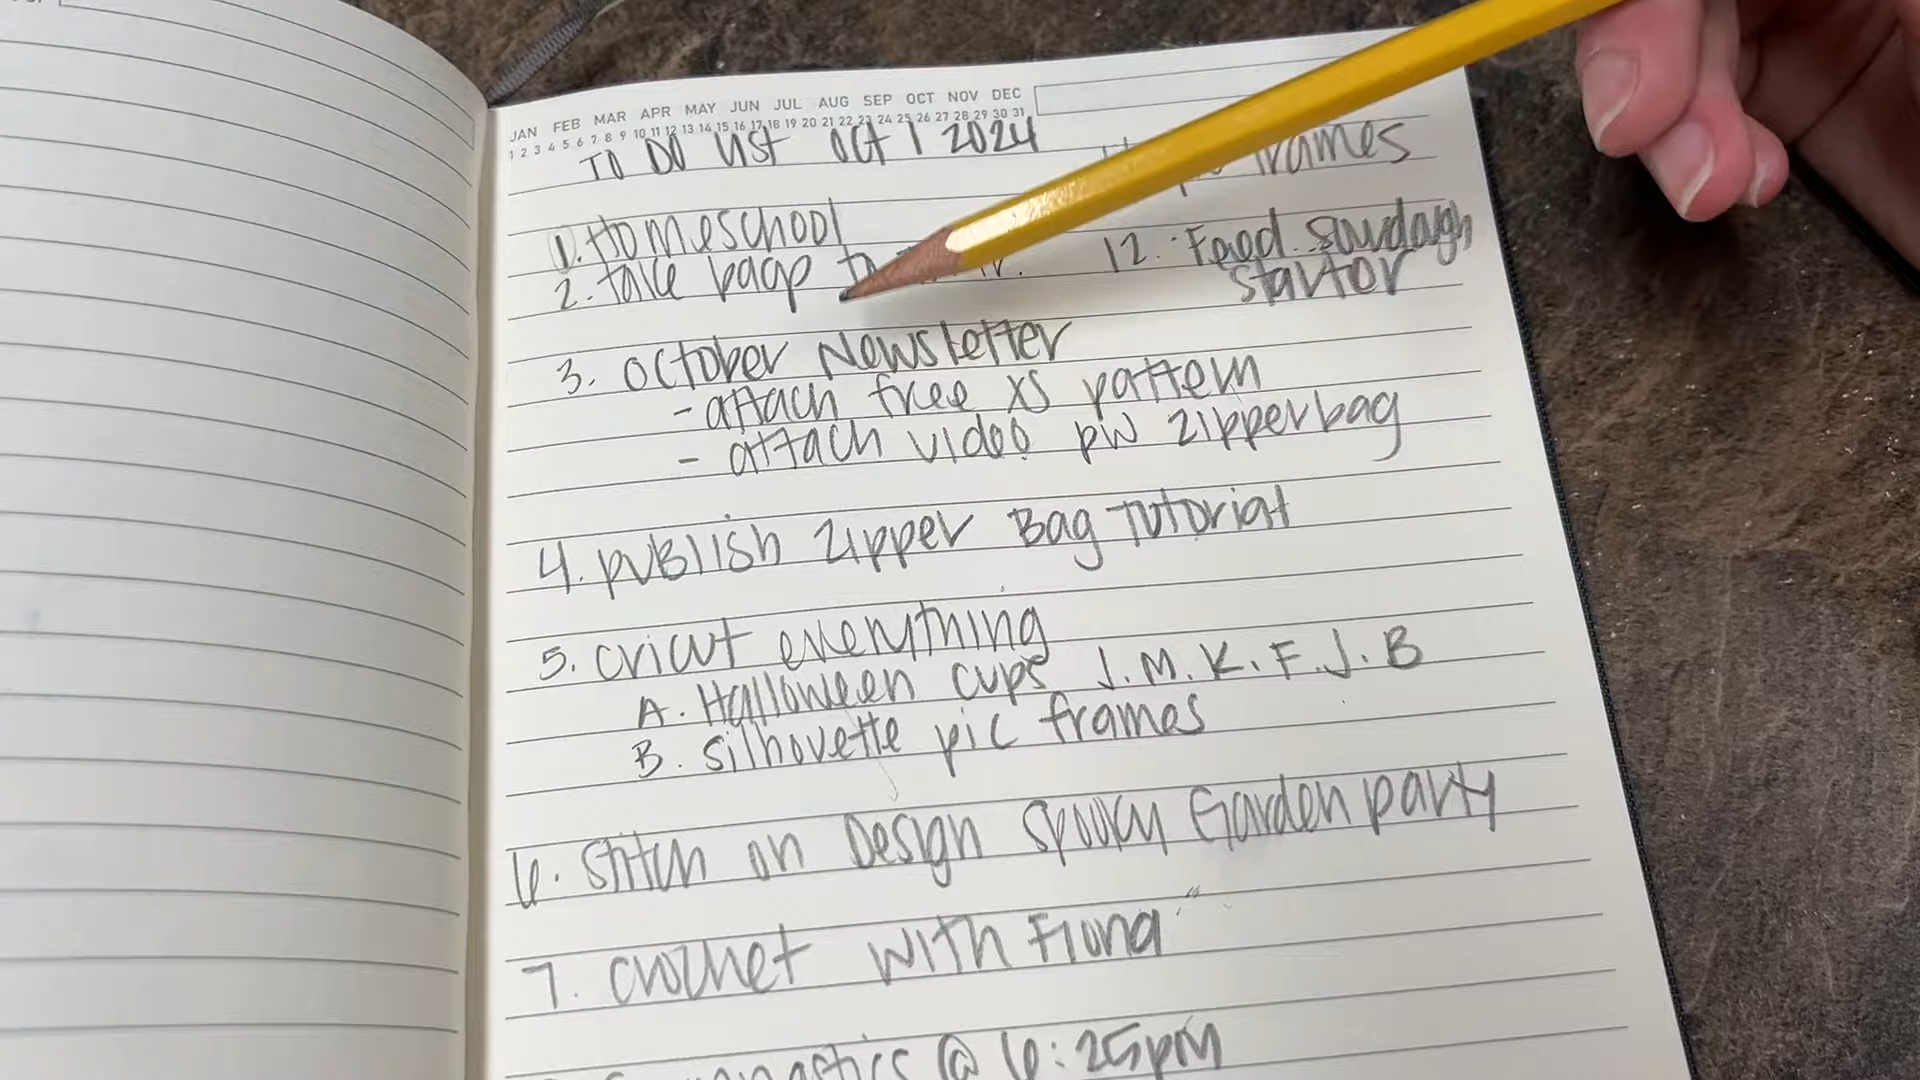 JAN FEB MAR APR MAY JUN JUL AUG SEP OCT NOV DEC
1 2 3 4 5 6 7 8 9 10 11 12 13 14 15 16 17 18 19 20 21 22 23 24 25 26 27 28 29 30 31
TO DO LIST OCT 1 2024
1. Homeschool
2. take
3. October Newsletter
- attach free XS pattern
- attach video pw zipperbag
4. publish zipper Bag Tutorial
5. cricut everything
A. Halloween cups J. M. K. F. J. B
B. silhouette pic frames
6. Stitch on Design Spooky Garden party
7. crochet with Fiona
@ 6:25pm
frames
12. Feed sourdough
startor